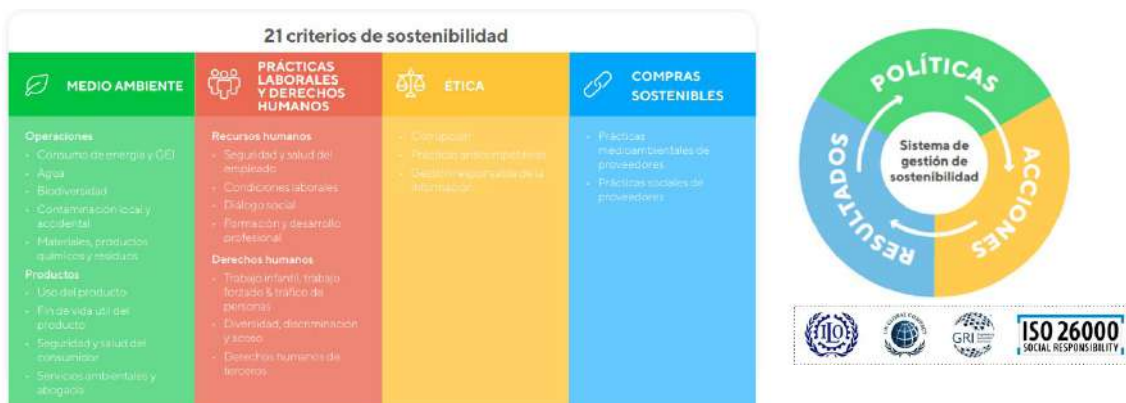 21 criterios de sostenibilidad
MEDIO AMBIENTE
Operaciones
- Consumo de energía y GEI
- Agua
- Biodiversidad
- Contaminación local y
accidental
- Materiales, productos
químicos y residuos
Productos
- Uso del producto
- Fin de vida útil del
producto
- Seguridad y salud del
consumidor
- Servicios ambientales y
abogacía
PRÁCTICAS
LABORALES
Y DERECHOS
HUMANOS
Recursos humanos
- Seguridad y salud del
empleado
- Condiciones laborales
- Diálogo social
- Formación y desarrollo
profesional
Derechos humanos
- Trabajo infantil, trabajo
forzado & tráfico de
personas
- Diversidad, discriminación
y acoso
- Derechos humanos de
terceros
ÉTICA
- Corrupción
- Prácticas anticompetitivas
- Gestión responsable de la
información
COMPRAS
SOSTENIBLES
- Prácticas
medioambientales de
proveedores
- Prácticas sociales de
proveedores
POLÍTICAS
ACCIONES
RESULTADOS
Sistema de
gestión de
sostenibilidad
ILO
GRI
ISO 26000
SOCIAL RESPONSIBILITY